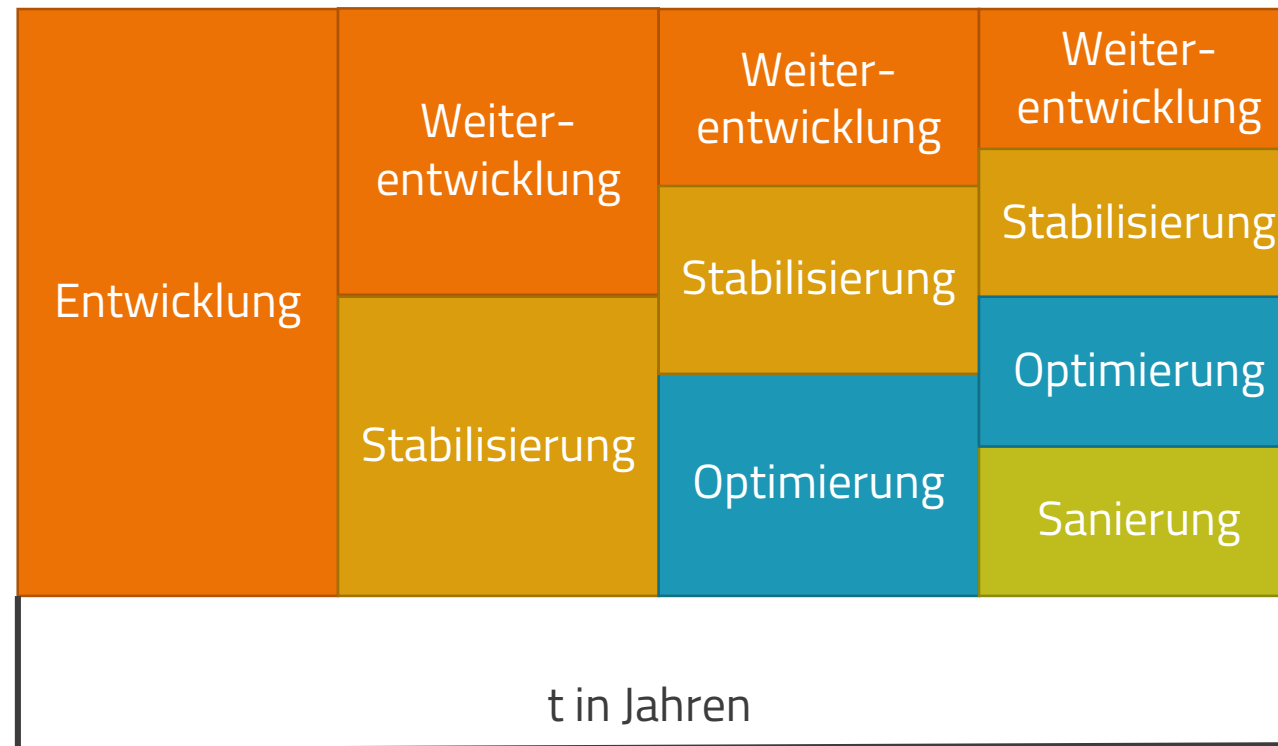 Entwicklung
Weiter-
entwicklung
Stabilisierung
Weiter-
entwicklung
Stabilisierung
Optimierung
Weiter-
entwicklung
Stabilisierung
Optimierung
Sanierung
t in Jahren